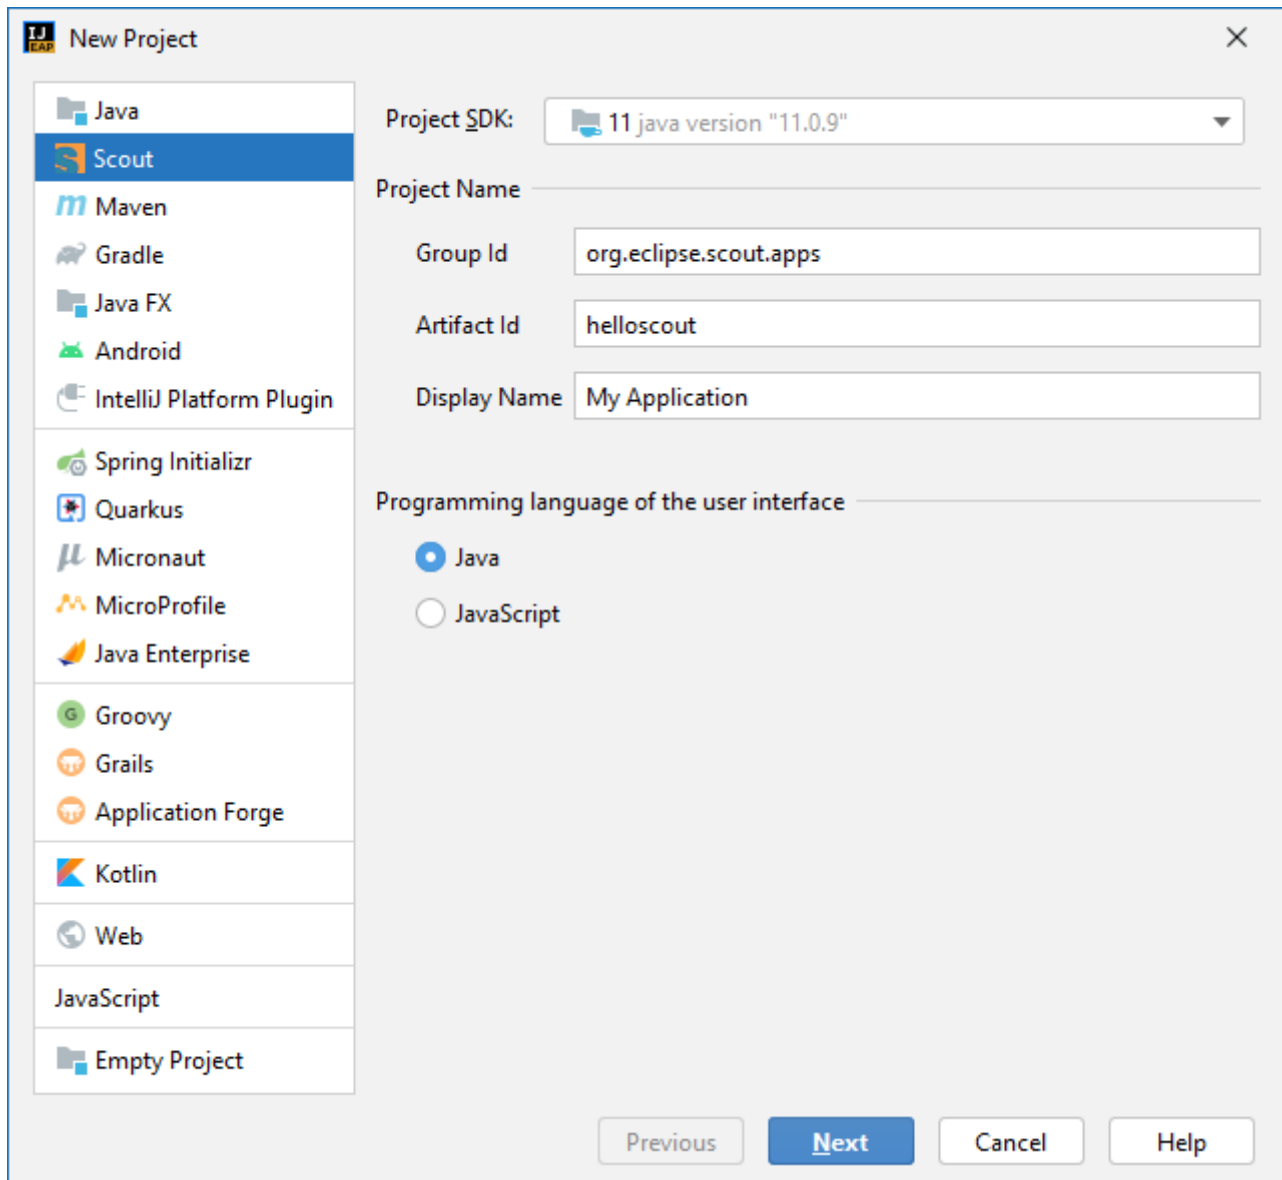 IJ
EAP
New Project
Java
Scout
Maven
Gradle
Java FX
Android
IntelliJ Platform Plugin
Spring Initializr
Quarkus
Micronaut
MicroProfile
Java Enterprise
Groovy
Grails
Application Forge
Kotlin
Web
JavaScript
Empty Project
Project SDK: 11 java version "11.0.9"
Project Name
Group Id org.eclipse.scout.apps
Artifact Id helloscout
Display Name My Application
Programming language of the user interface
Java
JavaScript
Previous Next Cancel Help